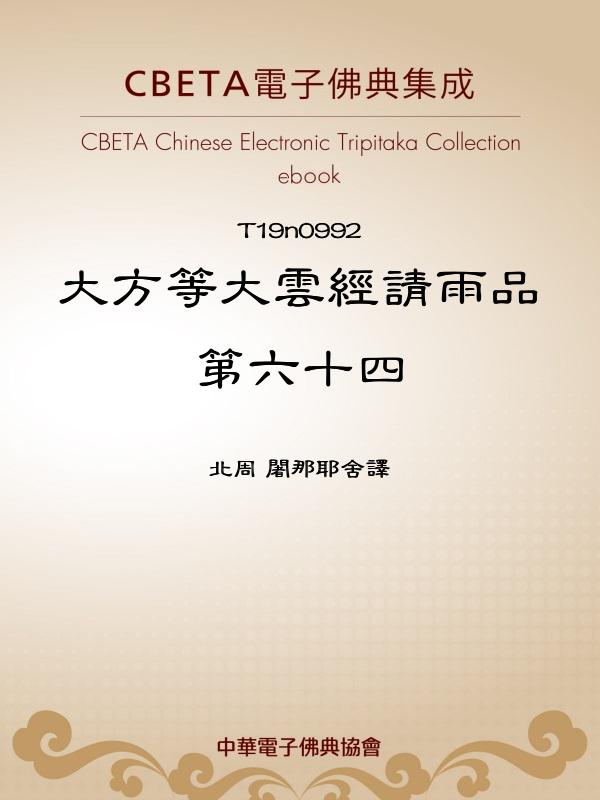 CBETA電子佛典集成
CBETA Chinese Electronic Tripitaka Collection
ebook
T19n0992
大方等大雲經請雨品
第六十四
北周 闍那耶舍譯
中華電子佛典協會